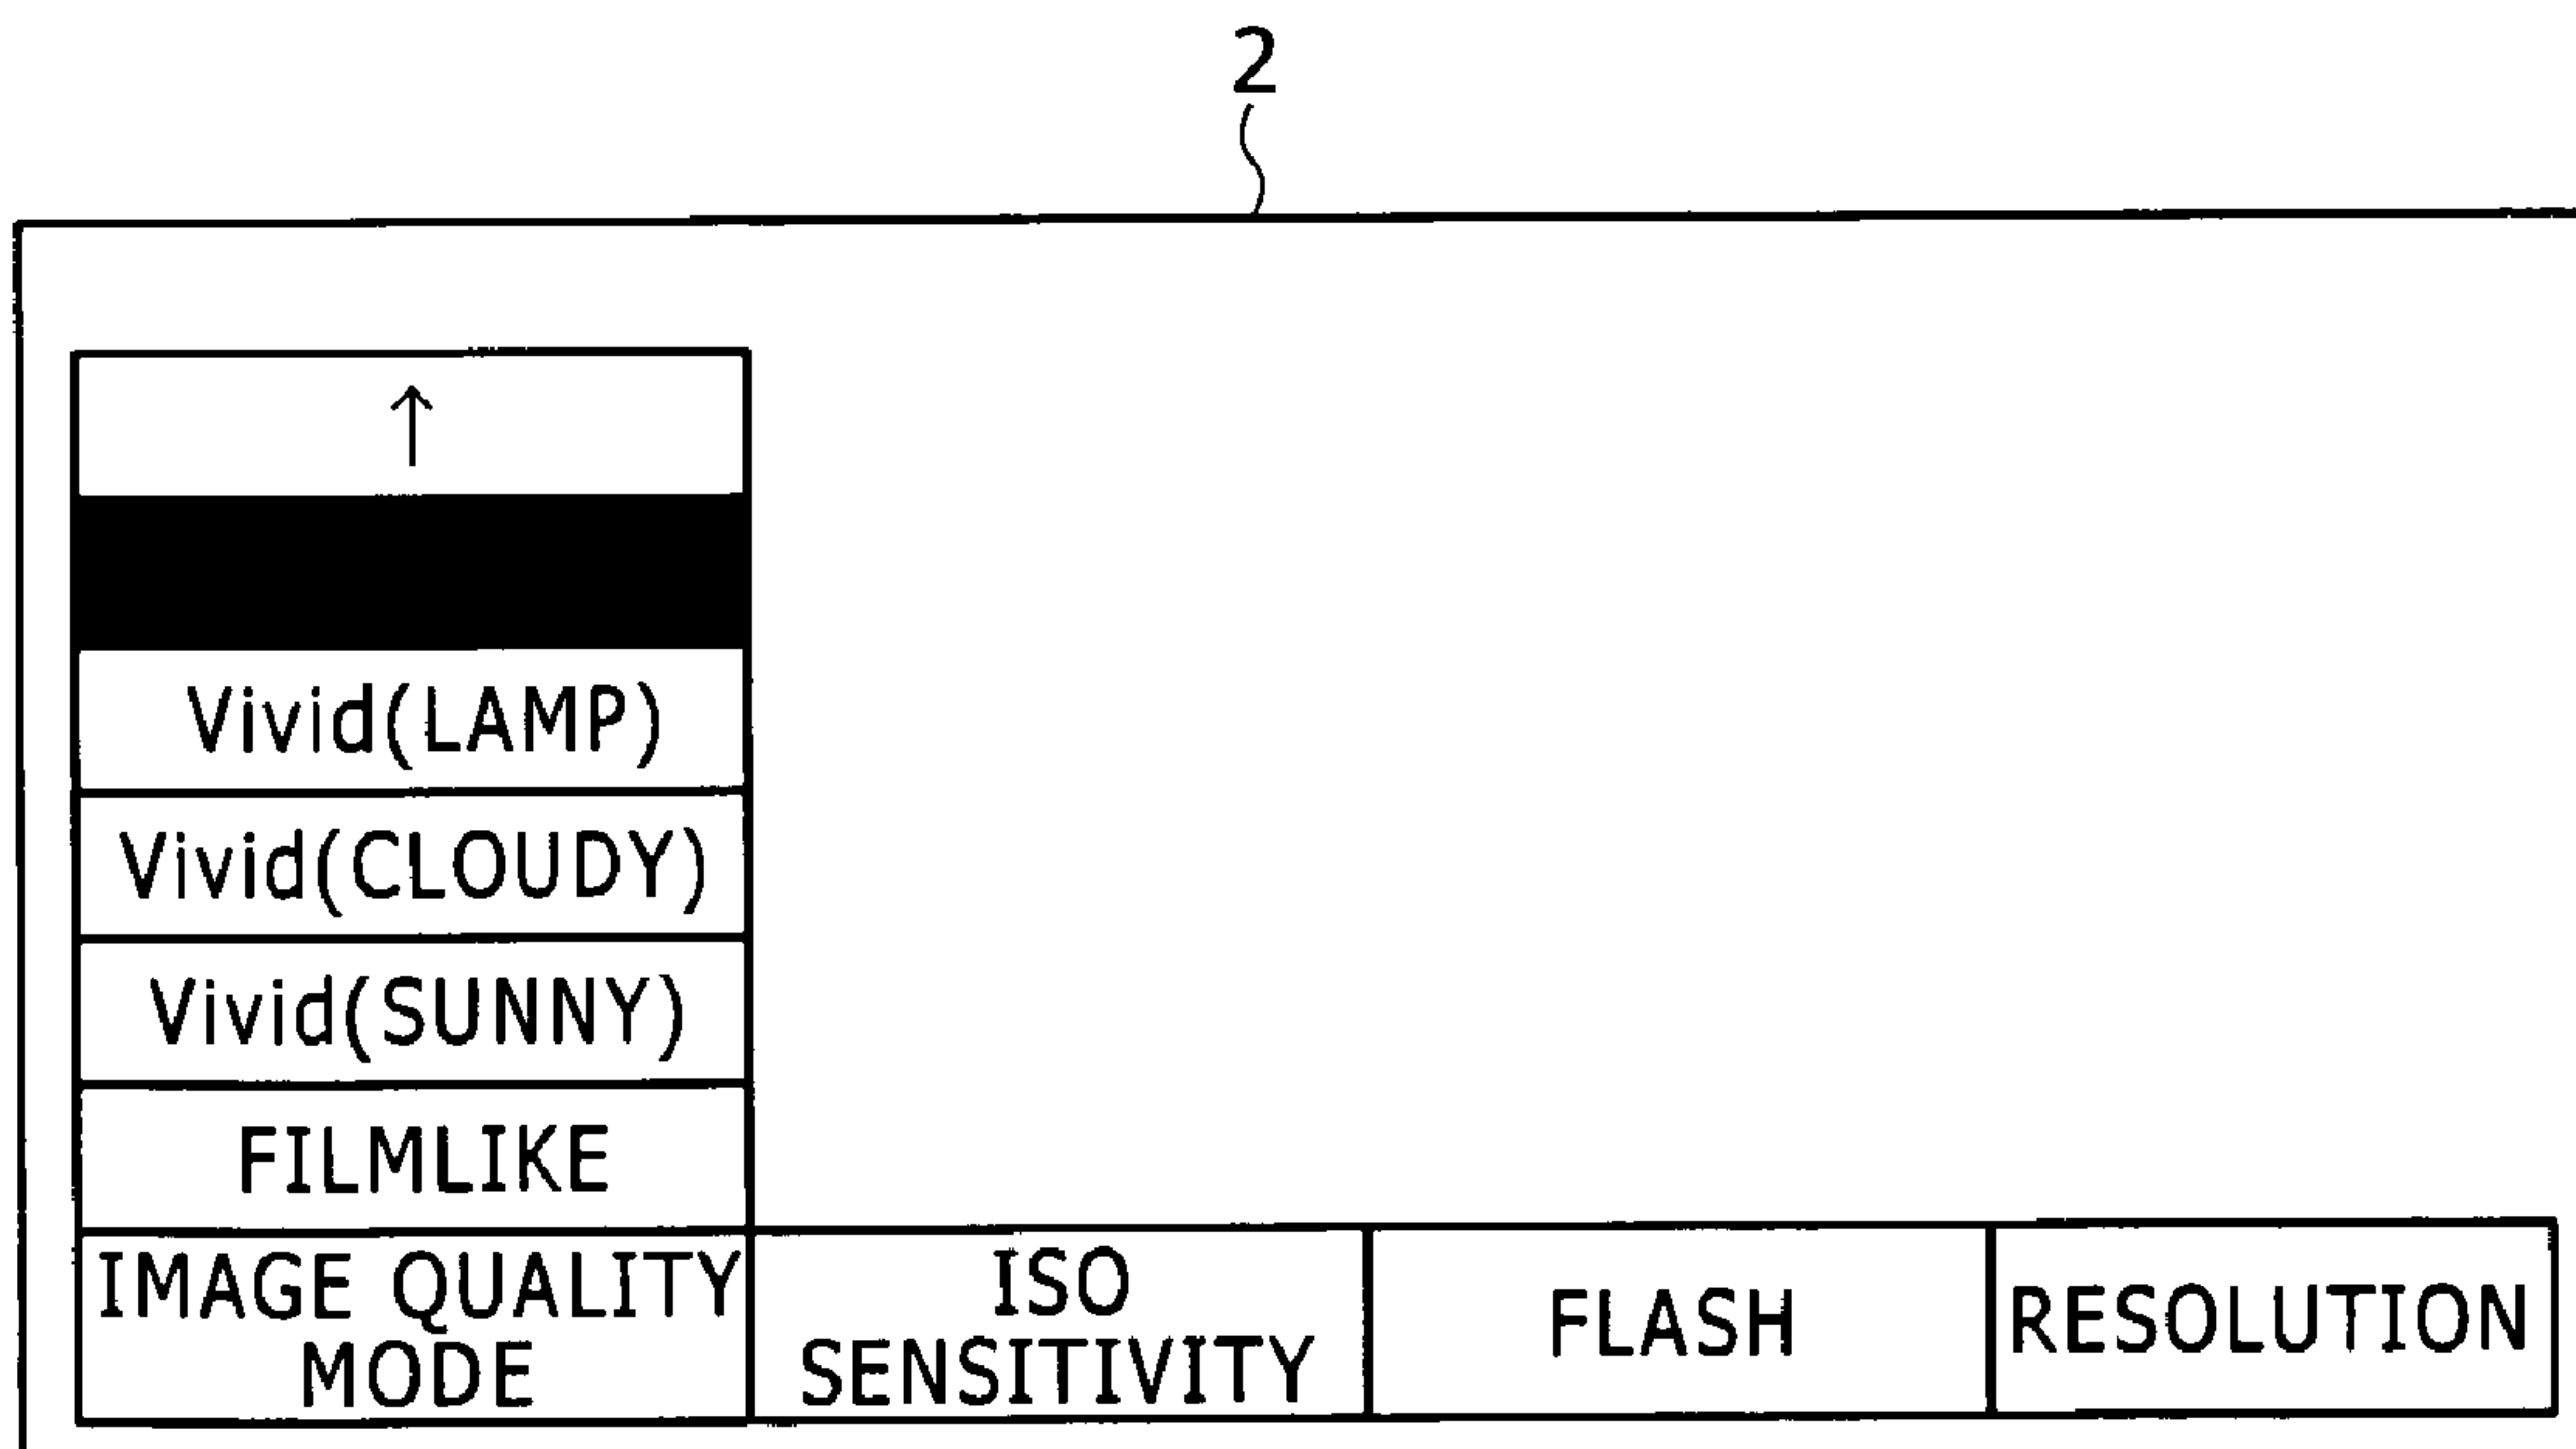 2
↑
Vivid(LAMP)
Vivid(CLOUDY)
Vivid(SUNNY)
FILMLIKE
IMAGE QUALITY
MODE
ISO
SENSITIVITY
FLASH
RESOLUTION